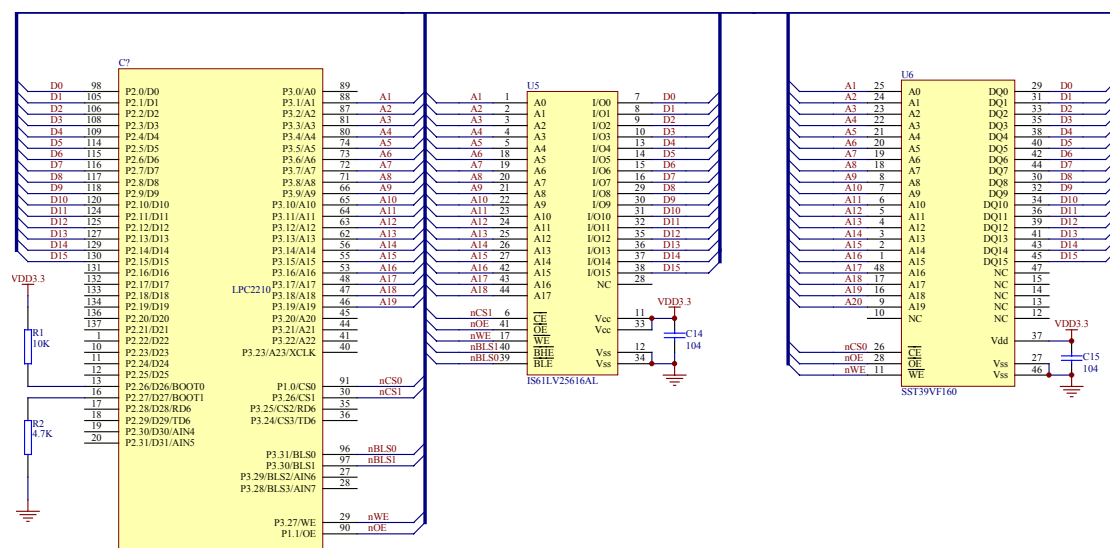 C?
D0 98 P2.0/D0 P3.0/A0 89
D1 105 P2.1/D1 P3.1/A1 88 A1
D2 106 P2.2/D2 P3.2/A2 87 A2
D3 108 P2.3/D3 P3.3/A3 81 A3
D4 109 P2.4/D4 P3.4/A4 80 A4
D5 114 P2.5/D5 P3.5/A5 74 A5
D6 115 P2.6/D6 P3.6/A6 73 A6
D7 116 P2.7/D7 P3.7/A7 72 A7
D8 117 P2.8/D8 P3.8/A8 71 A8
D9 118 P2.9/D9 P3.9/A9 66 A9
D10 120 P2.10/D10 P3.10/A10 65 A10
D11 124 P2.11/D11 P3.11/A11 64 A11
D12 125 P2.12/D12 P3.12/A12 63 A12
D13 127 P2.13/D13 P3.13/A13 62 A13
D14 129 P2.14/D14 P3.14/A14 56 A14
D15 130 P2.15/D15 P3.15/A15 55 A15
131 P2.16/D16 P3.16/A16 53 A16
132 P2.17/D17 P3.17/A17 48 A17
133 P2.18/D18 P3.18/A18 47 A18
134 P2.19/D19 P3.19/A19 46 A19
136 P2.20/D20 P3.20/A20 45
137 P2.21/D21 P3.21/A21 44
1 P2.22/D22 P3.22/A22 41
10 P2.23/D23 P3.23/A23/XCLK 40
11 P2.24/D24
12 P2.25/D25
13 P2.26/D26/BOOT0 P1.0/CS0 91 nCS0
16 P2.27/D27/BOOT1 P3.26/CS1 30 nCS1
17 P2.28/D28/RD6 P3.25/CS2/RD6 35
18 P2.29/D29/TD6 P3.24/CS3/TD6 36
19 P2.30/D30/AIN4
20 P2.31/D31/AIN5
P3.31/BLS0 96 nBLS0
P3.30/BLS1 97 nBLS1
P3.29/BLS2/AIN6 27
P3.28/BLS3/AIN7 28
P3.27/WE 29 nWE
P1.1/OE 90 nOE
LPC2210
VDD3.3
R1
10K
R2
4.7K
U5
A1 1 A0 I/O0 7 D0
A2 2 A1 I/O1 8 D1
A3 3 A2 I/O2 9 D2
A4 4 A3 I/O3 10 D3
A5 5 A4 I/O4 13 D4
A6 18 A5 I/O5 14 D5
A7 19 A6 I/O6 15 D6
A8 20 A7 I/O7 16 D7
A9 21 A8 I/O8 29 D8
A10 22 A9 I/O9 30 D9
A11 23 A10 I/O10 31 D10
A12 24 A11 I/O11 32 D11
A13 25 A12 I/O12 35 D12
A14 26 A13 I/O13 36 D13
A15 27 A14 I/O14 37 D14
A16 42 A15 I/O15 38 D15
A17 43 A16 NC 28
A18 44 A17
nCS1 6 CE Vcc 11
nOE 41 OE Vcc 33
nWE 17 WE
nBLS1 40 BHE Vss 12
nBLS0 39 BLE Vss 34
IS61LV25616AL
VDD3.3
C14
104
U6
A1 25 A0 DQ0 29 D0
A2 24 A1 DQ1 31 D1
A3 23 A2 DQ2 33 D2
A4 22 A3 DQ3 35 D3
A5 21 A4 DQ4 38 D4
A6 20 A5 DQ5 40 D5
A7 19 A6 DQ6 42 D6
A8 18 A7 DQ7 44 D7
A9 8 A8 DQ8 30 D8
A10 7 A9 DQ9 32 D9
A11 6 A10 DQ10 34 D10
A12 5 A11 DQ11 36 D11
A13 4 A12 DQ12 39 D12
A14 3 A13 DQ13 41 D13
A15 2 A14 DQ14 43 D14
A16 1 A15 DQ15 45 D15
A17 48 A16 NC 47
A18 17 A17 NC 15
A19 16 A18 NC 14
A20 9 A19 NC 13
10 NC NC 12
Vdd 37
nCS0 26 CE
nOE 28 OE Vss 27
nWE 11 WE Vss 46
SST39VF160
VDD3.3
C15
104